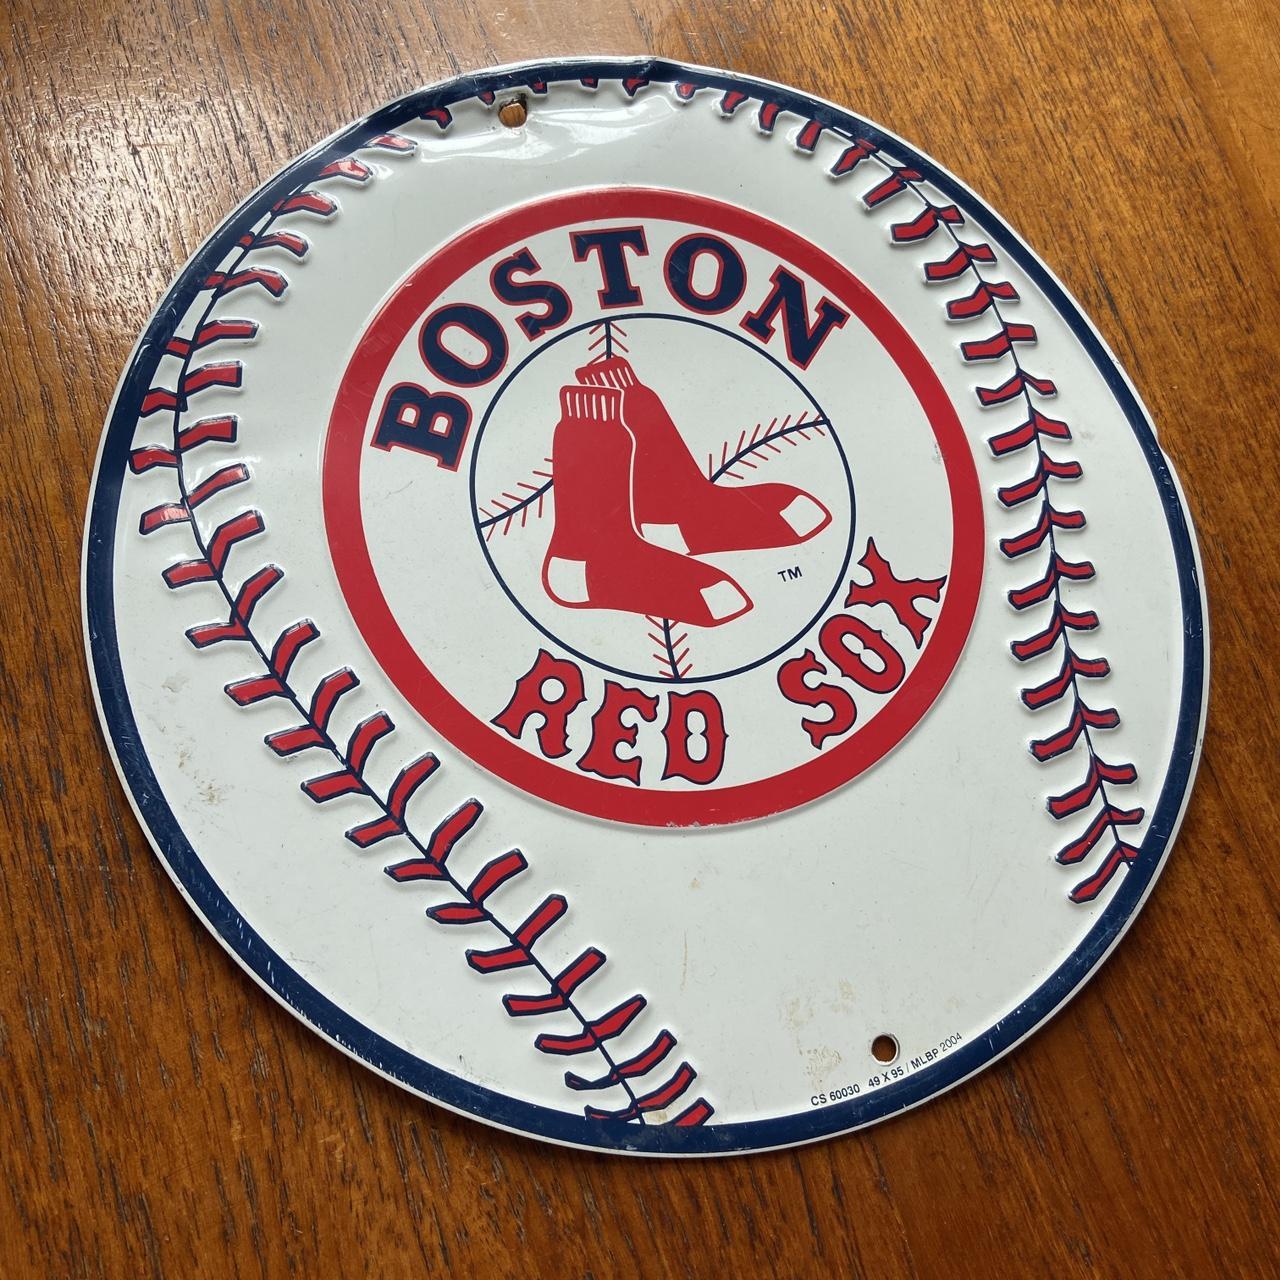 BOSTON
TM
RED SOX
CS 60030 49 X 95 / MLBP 2004